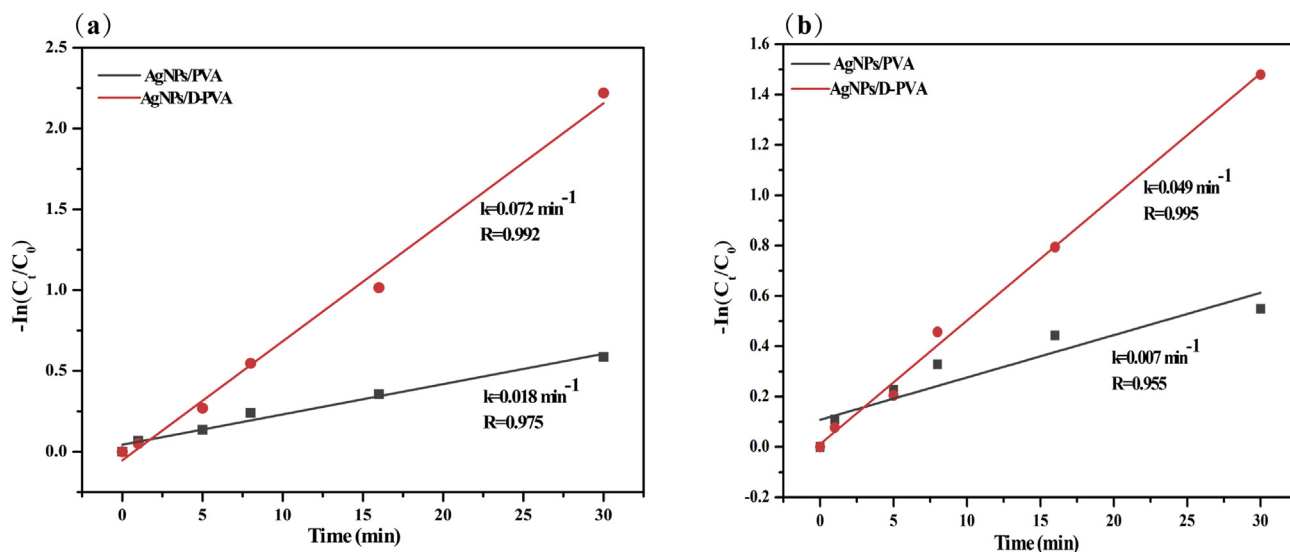 (a)
2.5
2.0
1.5
1.0
0.5
0.0
-In(Ct/C0)
AgNPs/PVA
AgNPs/D-PVA
k=0.072 min-1
R=0.992
k=0.018 min-1
R=0.975
0 5 10 15 20 25 30
Time (min)
(b)
1.6
1.4
1.2
1.0
0.8
0.6
0.4
0.2
0.0
-0.2
-In(Ct/C0)
AgNPs/PVA
AgNPs/D-PVA
k=0.049 min-1
R=0.995
k=0.007 min-1
R=0.955
0 5 10 15 20 25 30
Time (min)